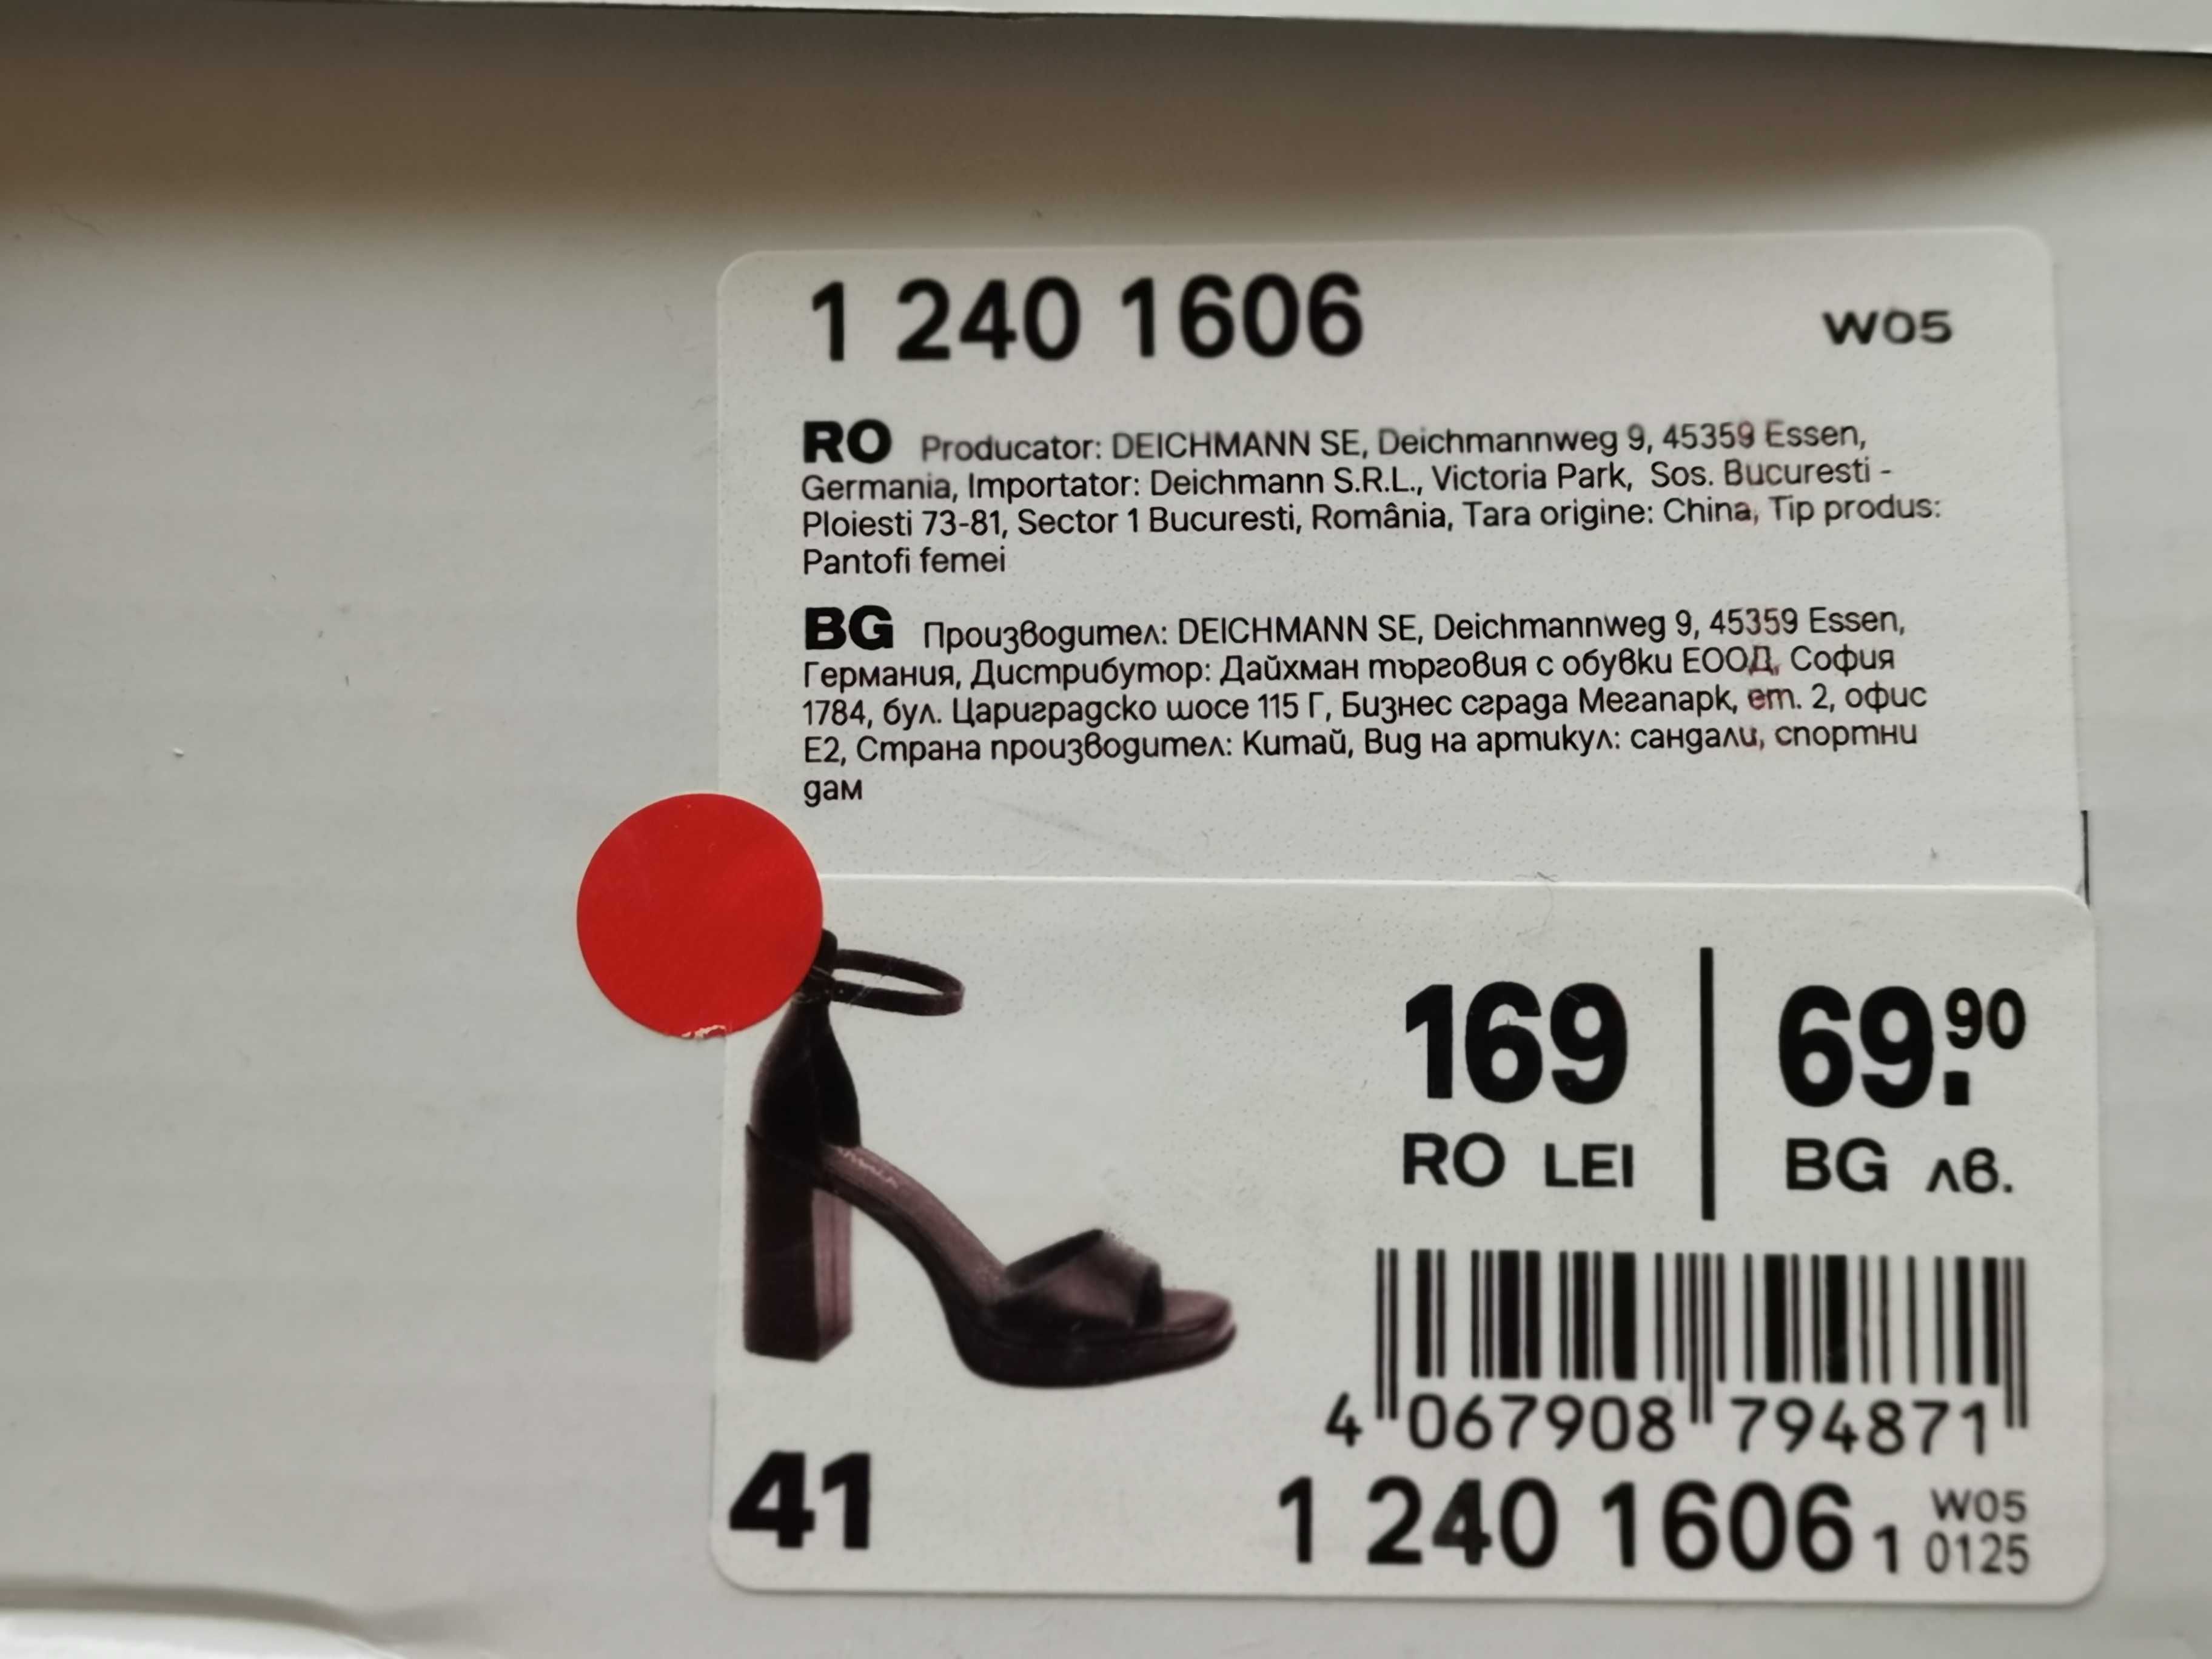 1 240 1606 W05
RO Producator: DEICHMANN SE, Deichmannweg 9, 45359 Essen,
Germania, Importator: Deichmann S.R.L., Victoria Park, Sos. Bucuresti -
Ploiesti 73-81, Sector 1 Bucuresti, România, Tara origine: China, Tip produs:
Pantofi femei
BG Производител: DEICHMANN SE, Deichmannweg 9, 45359 Essen,
Германия, Дистрибутор: Дайхман търговия с обувки ЕООД, София
1784, бул. Цариградско шосе 115 Г, Бизнес сграда Мегапарк, ет. 2, офис
Е2, Страна производител: Китай, Вид на артикул: сандали, спортни
дам
169 69.90
RO LEI BG лв.
4 067908 794871
41
1 240 1606 1 W05
0125